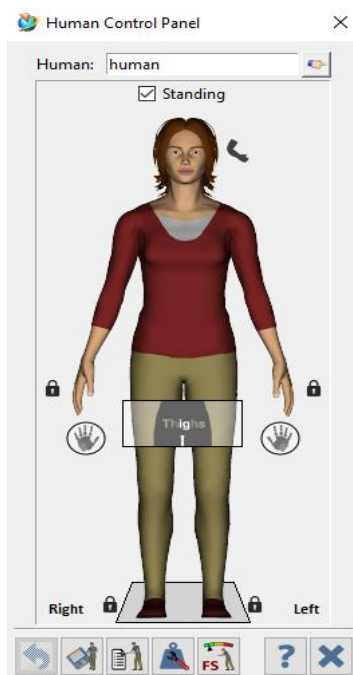 Human Control Panel
Human: human
Standing
Thighs
Right Left
FS ?